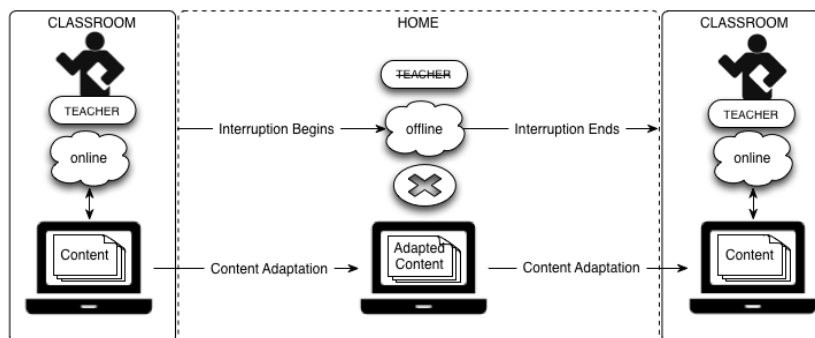 CLASSROOM
TEACHER
online
Content
HOME
TEACHER
Interruption Begins
offline
Interruption Ends
Content Adaptation
Adapted
Content
Content Adaptation
CLASSROOM
TEACHER
online
Content